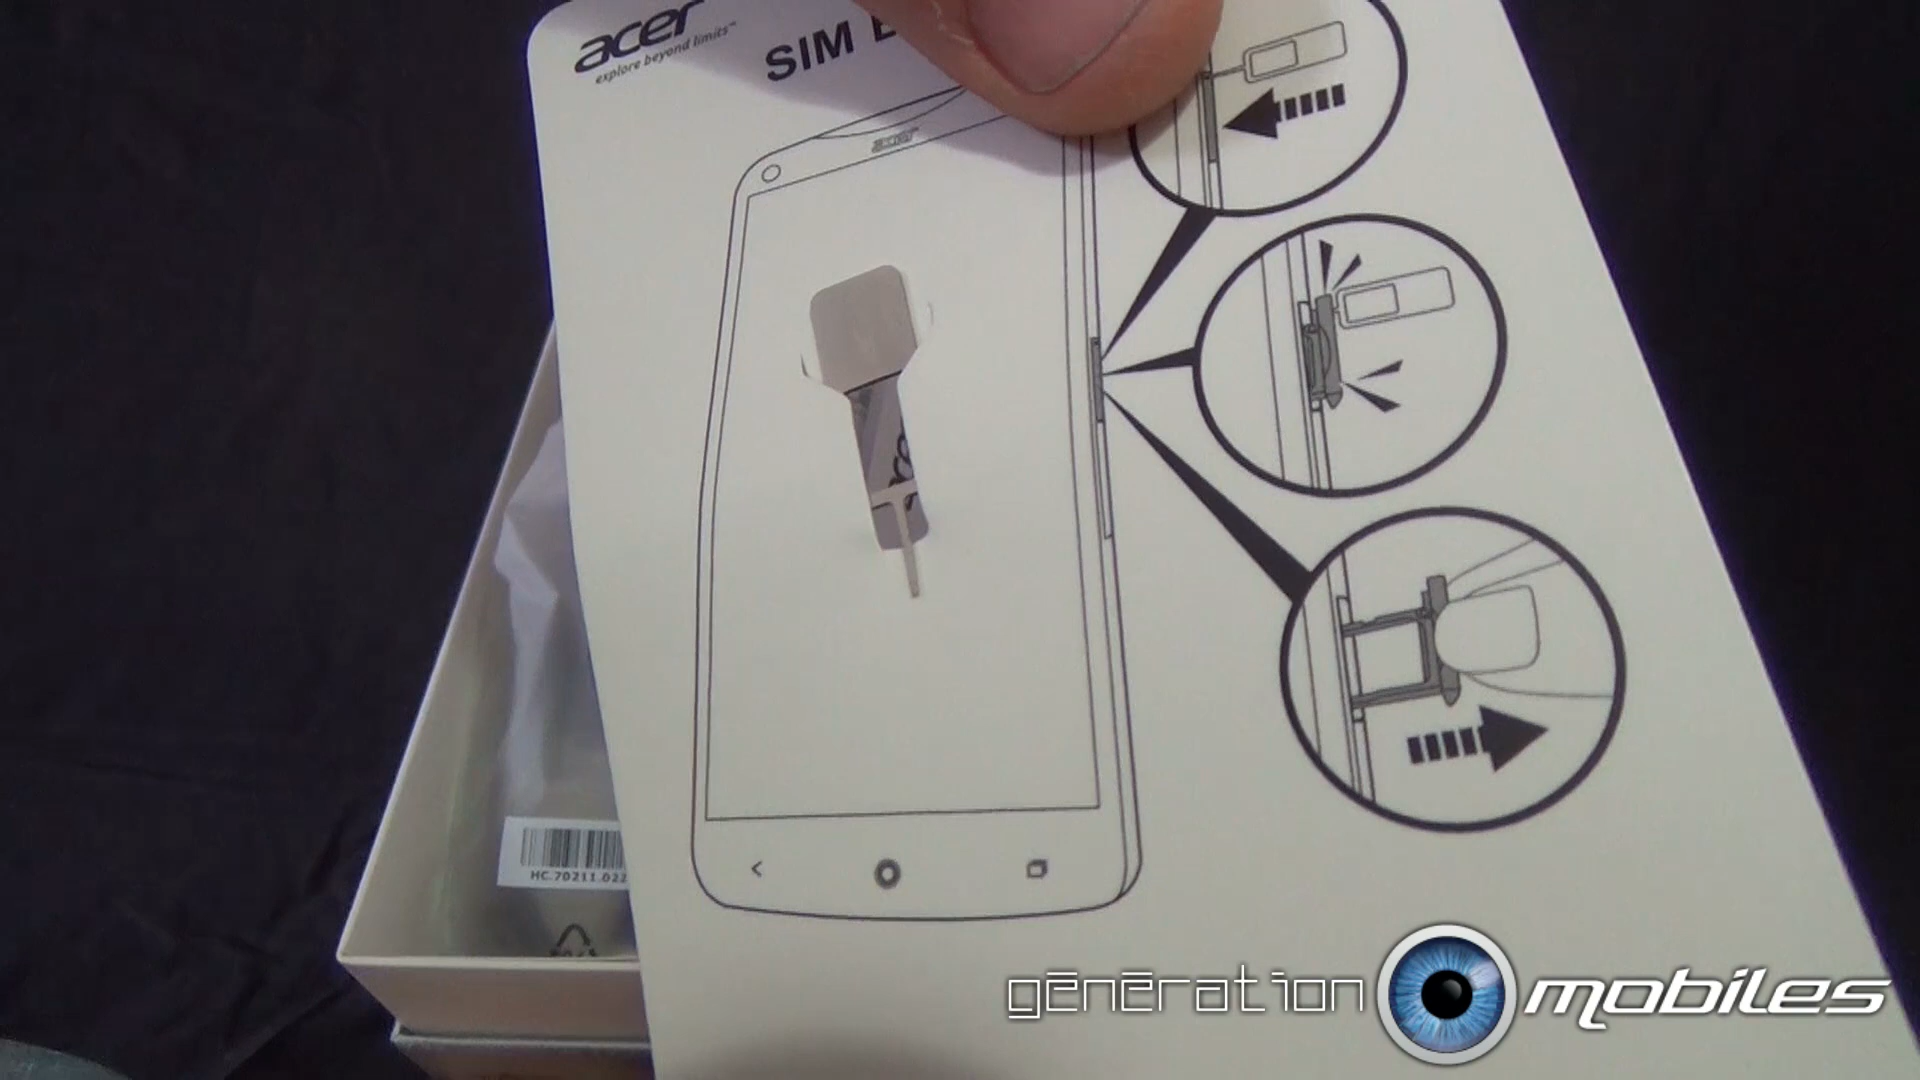 acer
explore beyond limits™
SIM
acer
HC.70211.022
génération mobiles